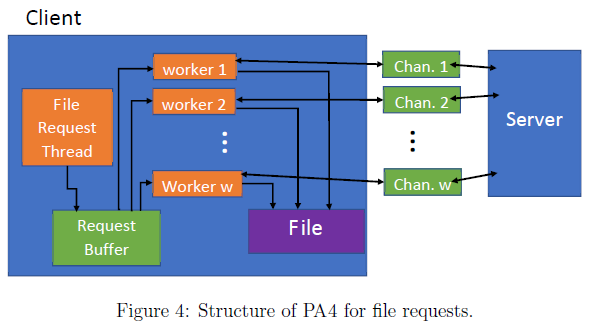 Client
File
Request
Thread
Request
Buffer
worker 1
worker 2
⋮
Worker w
File
Chan. 1
Chan. 2
⋮
Chan. w
Server
Figure 4: Structure of PA4 for file requests.